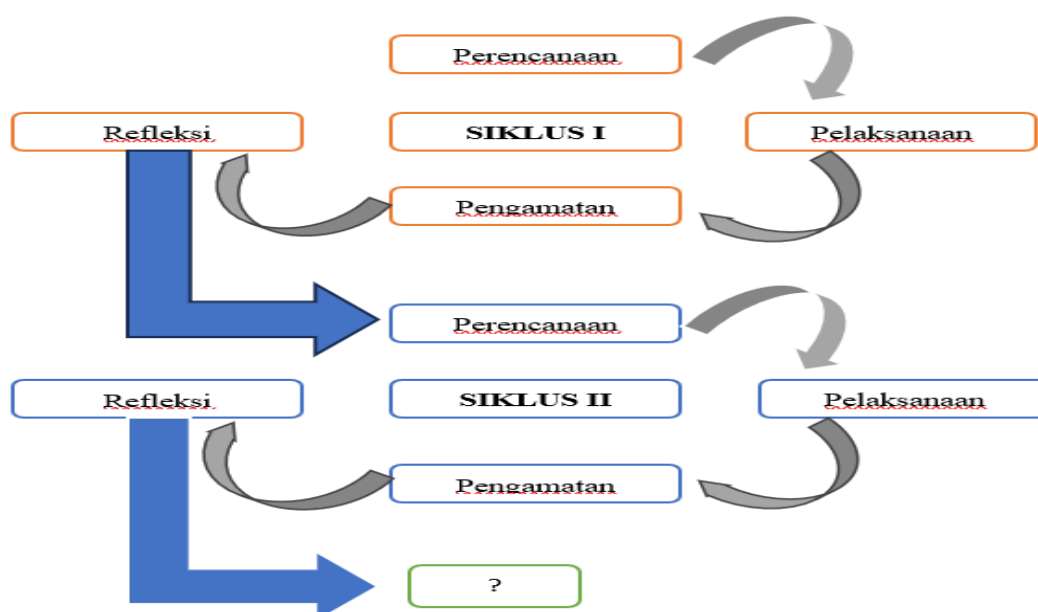 Perencanaan
Refleksi
SIKLUS I
Pelaksanaan
Pengamatan
Perencanaan
Refleksi
SIKLUS II
Pelaksanaan
Pengamatan
?